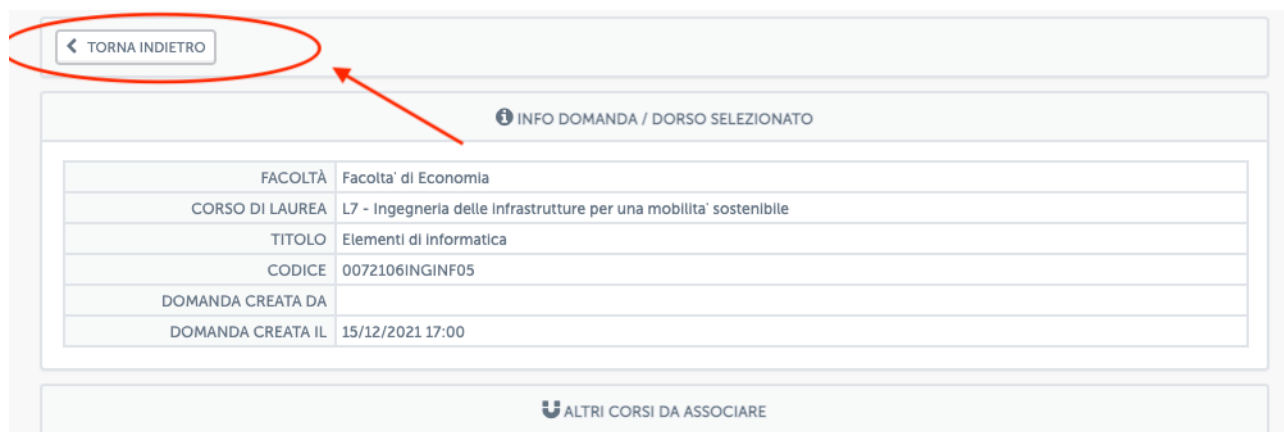 TORNA INDIETRO
INFO DOMANDA / DORSO SELEZIONATO
FACOLTÀ Facolta' di Economia
CORSO DI LAUREA L7 - Ingegneria delle infrastrutture per una mobilita' sostenibile
TITOLO Elementi di informatica
CODICE 0072106INGINF05
DOMANDA CREATA DA
DOMANDA CREATA IL 15/12/2021 17:00
ALTRI CORSI DA ASSOCIARE